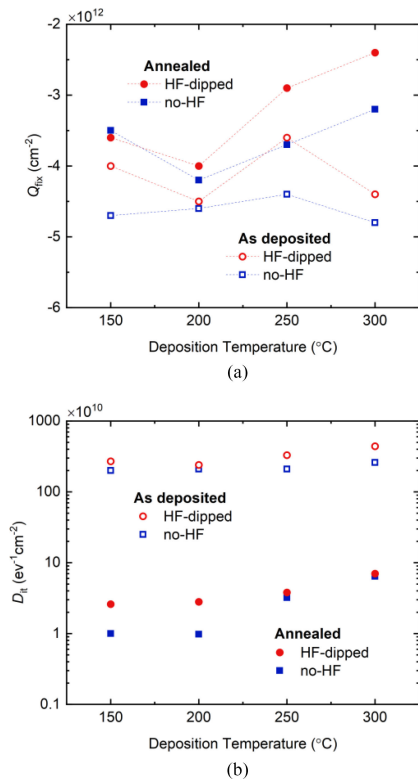 ×10¹²
-2
Annealed
HF-dipped
no-HF
-3
Q_fix (cm⁻²)
-4
-5
As deposited
HF-dipped
no-HF
-6
150 200 250 300
Deposition Temperature (°C)
(a)
×10¹⁰
1000
100
As deposited
HF-dipped
no-HF
D_it (ev⁻¹cm⁻²)
10
1
Annealed
HF-dipped
no-HF
0.1
150 200 250 300
Deposition Temperature (°C)
(b)